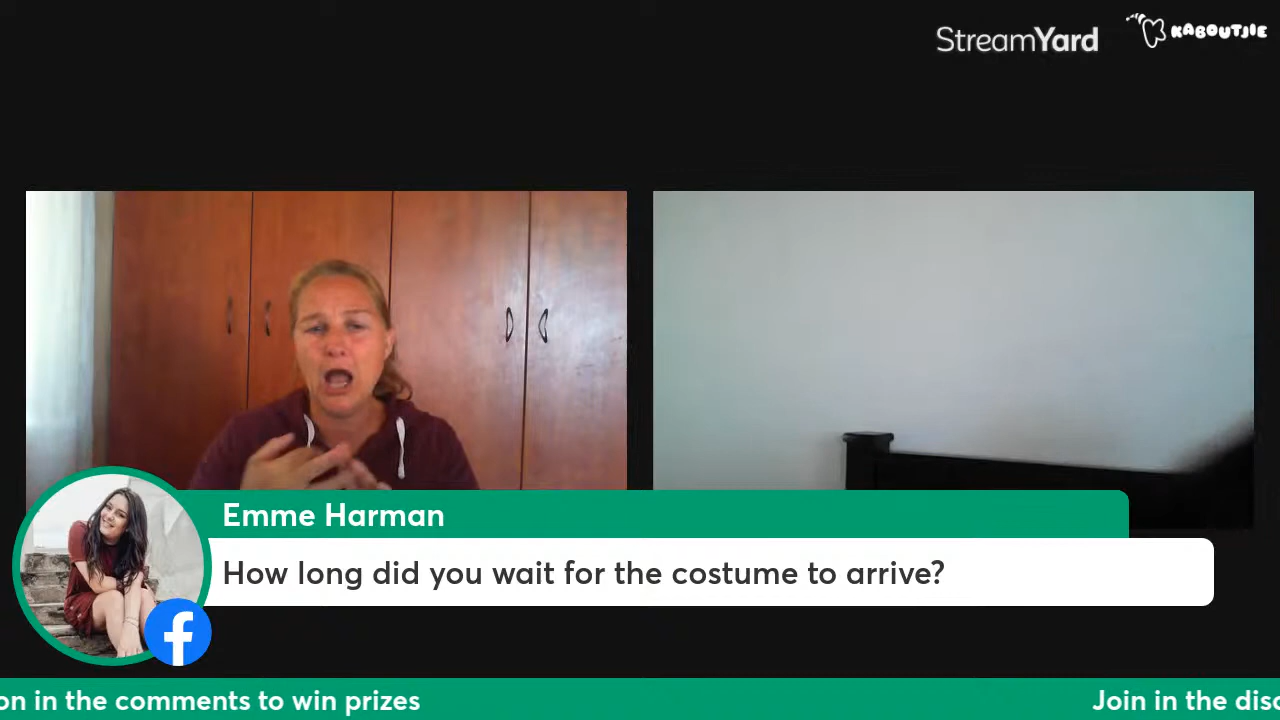 StreamYard
KABOUTJIE
Emme Harman
How long did you wait for the costume to arrive?
on in the comments to win prizes
Join in the disc